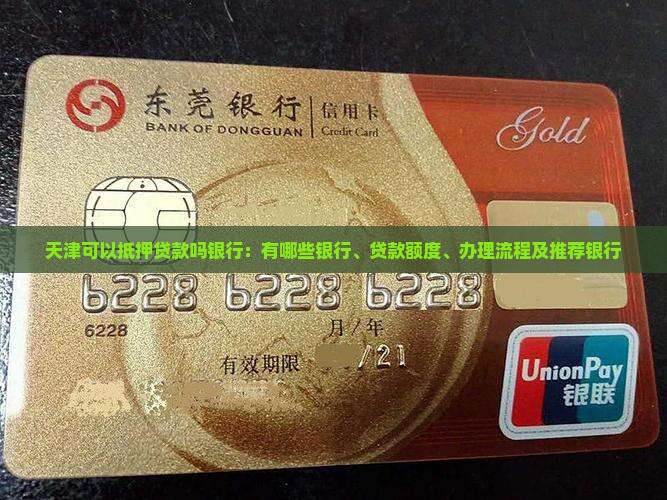 东莞银行 信用卡
BANK OF DONGGUAN Credit Card
Gold
天津可以抵押贷款吗银行：有哪些银行、贷款额度、办理流程及推荐银行
6228 6228 6228
6228
月/年
有效期限 /21
UnionPay
银联